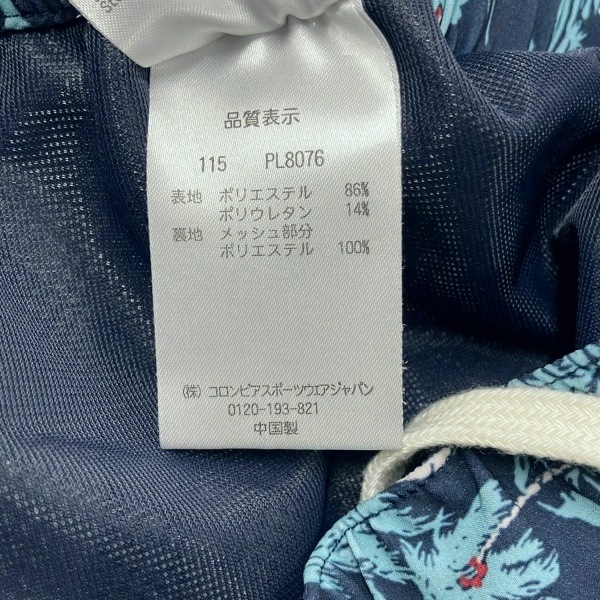 品質表示
115 PL8076
表地 ポリエステル 86%
ポリウレタン 14%
裏地 メッシュ部分
ポリエステル 100%
(株) コロンビアスポーツウエアジャパン
0120-193-821
中国製